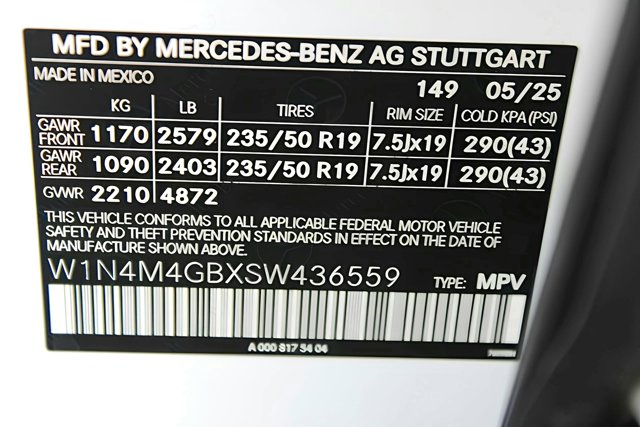 MFD BY MERCEDES-BENZ AG STUTTGART
MADE IN MEXICO 149 05/25
KG LB TIRES RIM SIZE COLD KPA (PSI)
GAWR FRONT 1170 2579 235/50 R19 7.5Jx19 290(43)
GAWR REAR 1090 2403 235/50 R19 7.5Jx19 290(43)
GVWR 2210 4872
THIS VEHICLE CONFORMS TO ALL APPLICABLE FEDERAL MOTOR VEHICLE
SAFETY AND THEFT PREVENTION STANDARDS IN EFFECT ON THE DATE OF
MANUFACTURE SHOWN ABOVE.
W1N4M4GBXSW436559 TYPE: MPV
A 000 817 54 04